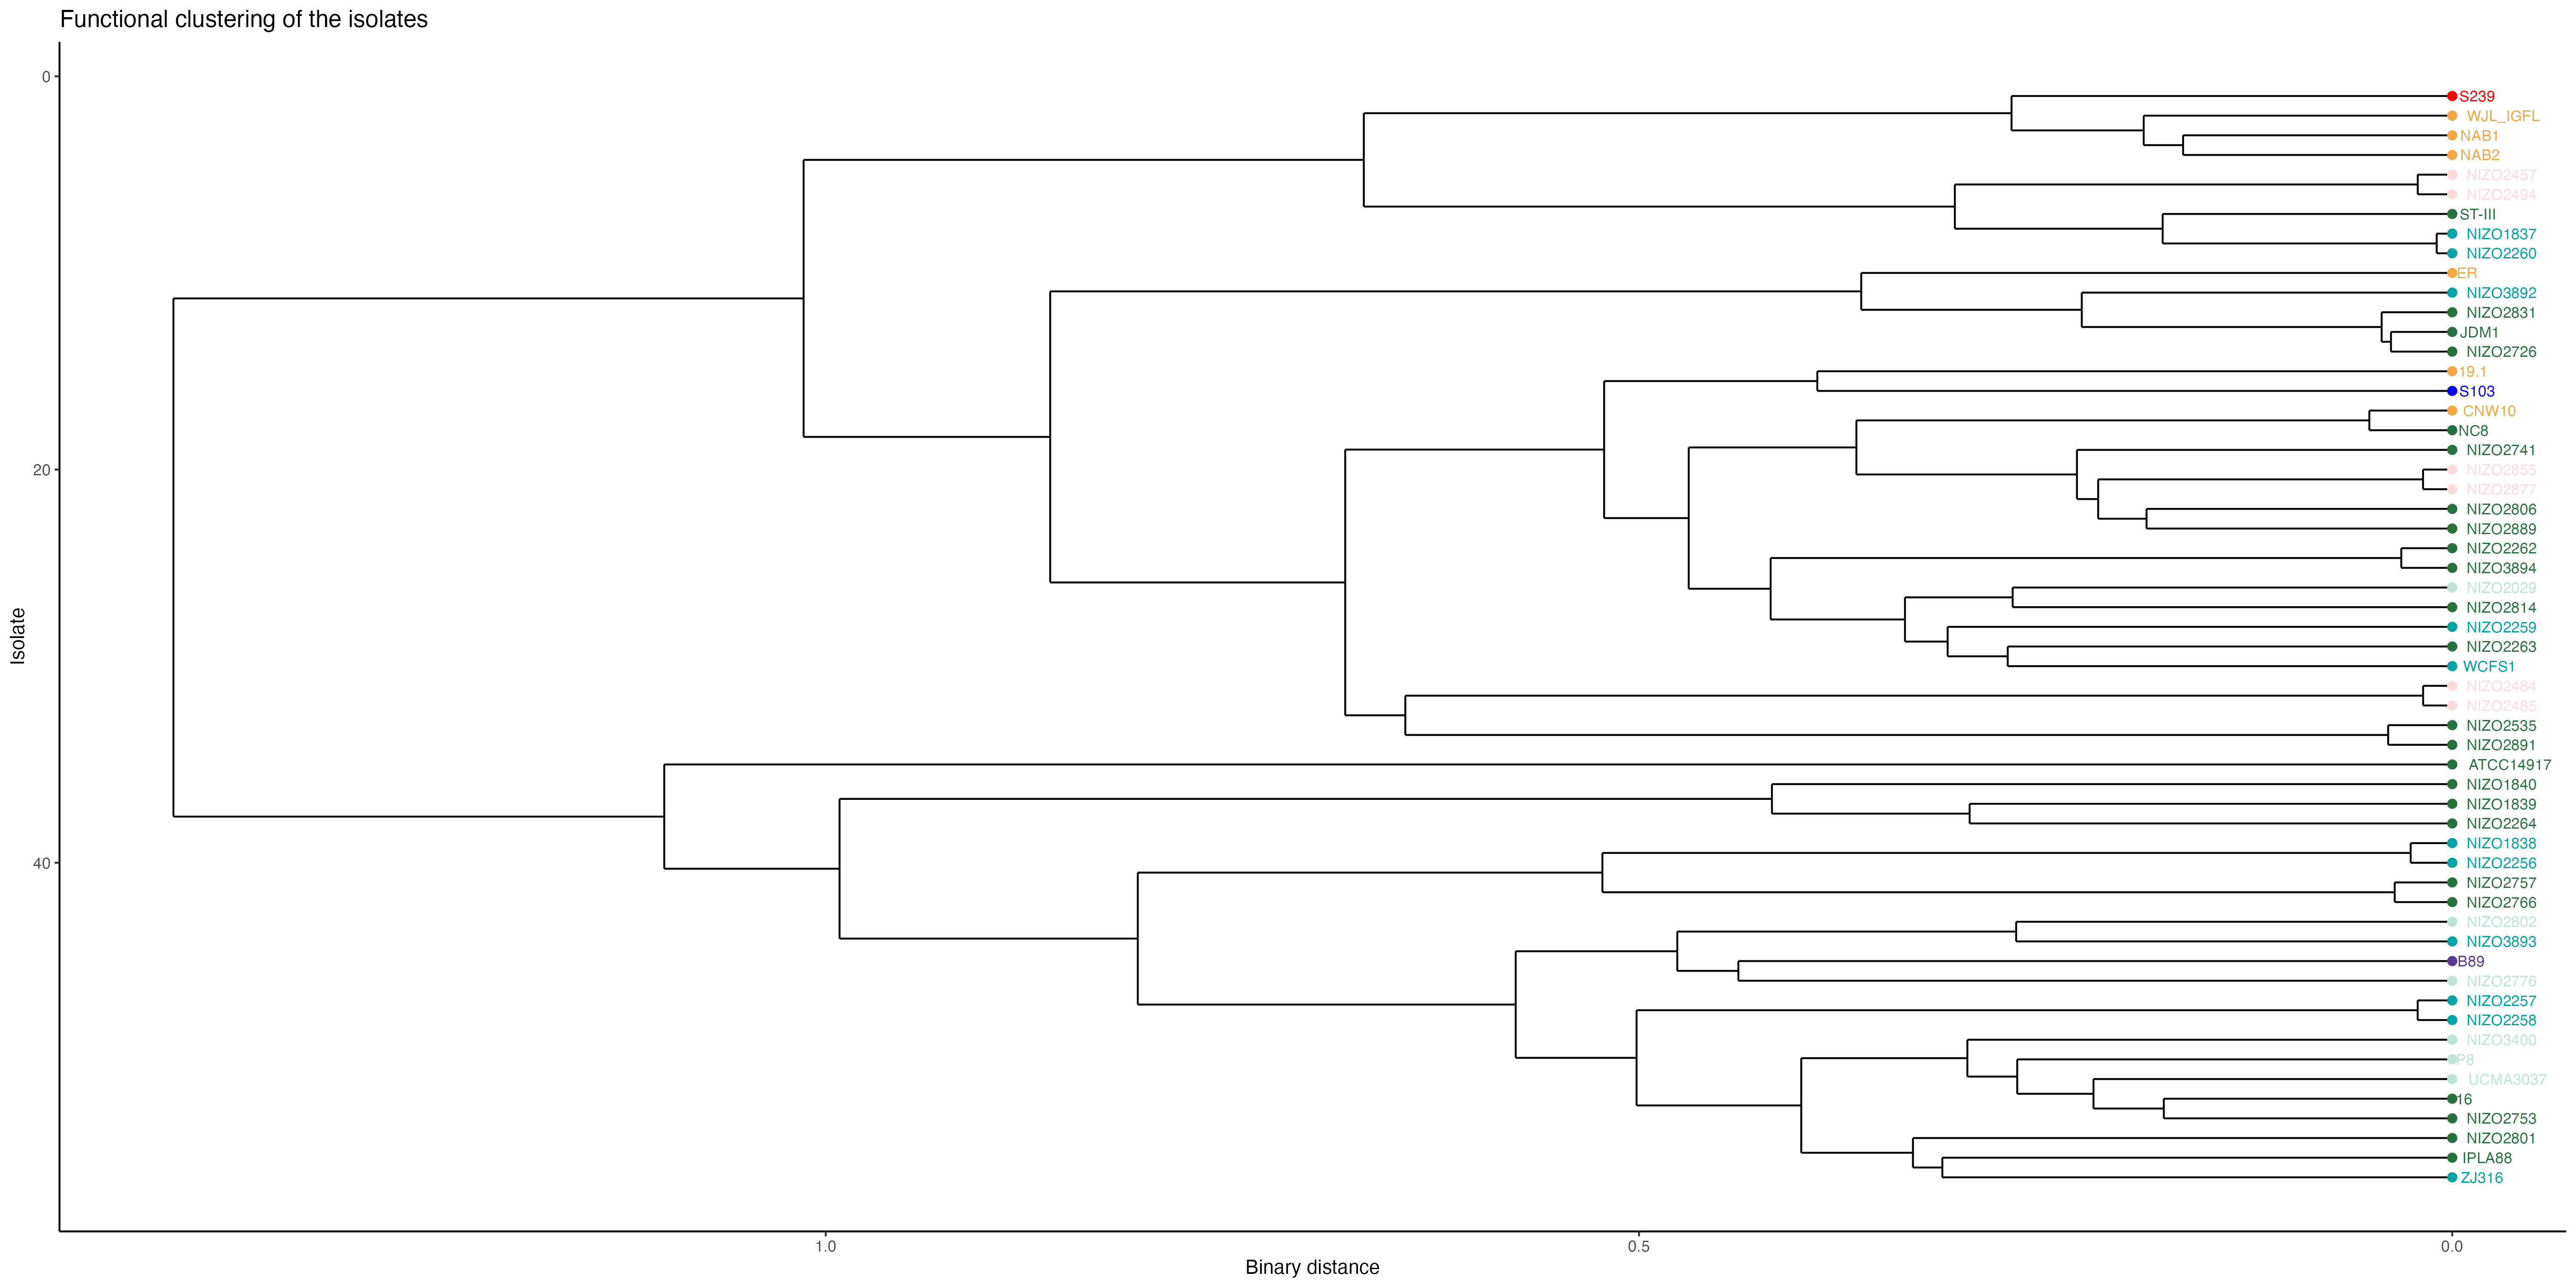 Functional clustering of the isolates
0
S239
WJL_IGFL
NAB1
NAB2
NIZO2457
NIZO2494
ST-III
NIZO1837
NIZO2260
ER
NIZO3892
NIZO2831
JDM1
NIZO2726
19.1
S103
CNW10
NC8
NIZO2741
20
NIZO2855
NIZO2877
NIZO2806
NIZO2889
NIZO2262
NIZO3894
NIZO2029
NIZO2814
NIZO2259
Isolate
NIZO2263
WCFS1
NIZO2484
NIZO2485
NIZO2535
NIZO2891
ATCC14917
NIZO1840
NIZO1839
NIZO2264
NIZO1838
40
NIZO2256
NIZO2757
NIZO2766
NIZO2802
NIZO3893
B89
NIZO2776
NIZO2257
NIZO2258
NIZO3400
P8
UCMA3037
16
NIZO2753
NIZO2801
IPLA88
ZJ316
1.0
0.5
0.0
Binary distance